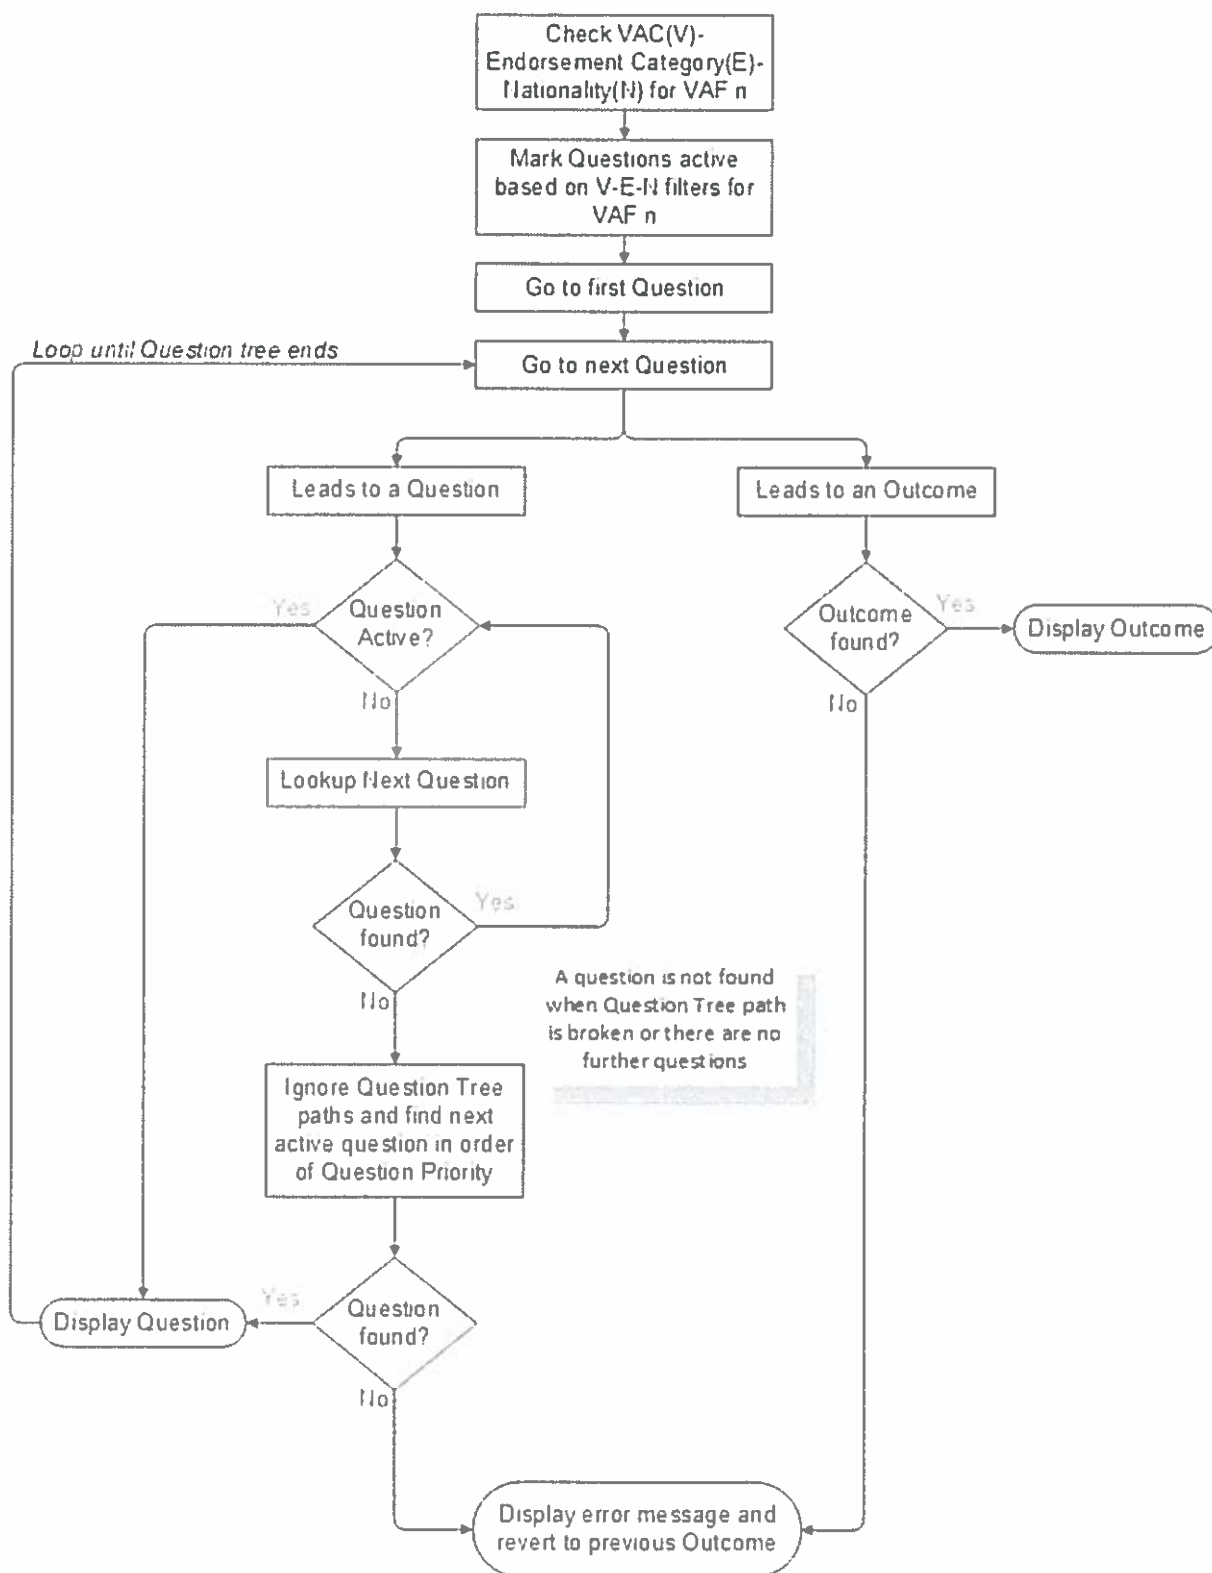 Check VAC(V)-
Endorsement Category(E)-
Nationality(N) for VAF n
Mark Questions active
based on V-E-N filters for
VAF n
Go to first Question
Loop until Question tree ends
Go to next Question
Leads to a Question
Leads to an Outcome
Yes
Question
Active?
Outcome
found?
Yes
Display Outcome
No
No
Lookup Next Question
Question
found?
Yes
No
A question is not found
when Question Tree path
is broken or there are no
further questions
Ignore Question Tree
paths and find next
active question in order
of Question Priority
Display Question
Yes
Question
found?
No
Display error message and
revert to previous Outcome